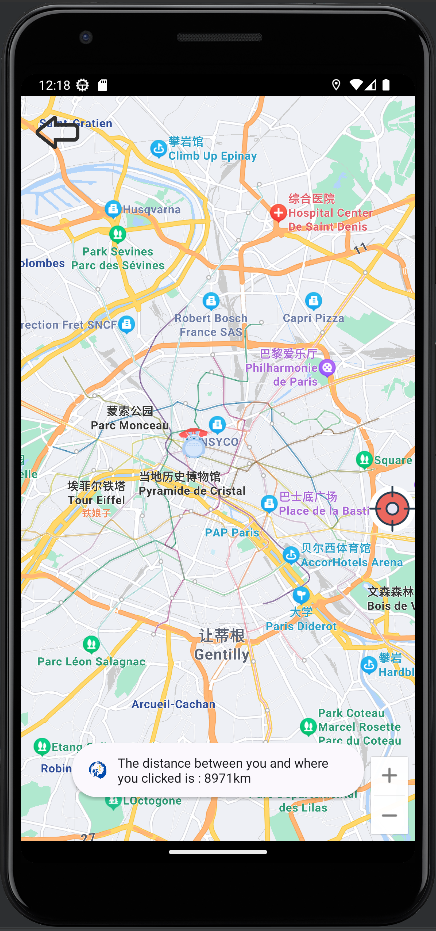 12:18
Saint-Gratien
攀岩馆
Climb Up Epinay
综合医院
Husqvarna
Hospital Center
De Saint Denis
11
Park Sevines
Parc des Sévines
olombes
Robert Bosch
France SAS
Capri Pizza
rection Fret SNCF
巴黎爱乐厅
Philharmonie
de Paris
蒙索公园
Parc Monceau
NSYCO
Square
elle
埃菲尔铁塔
Tour Eiffel
铁娘子
当地历史博物馆
Pyramide de Cristal
巴士底广场
Place de la Basti
PAP Paris
贝尔西体育馆
AccorHotels Arena
文森森林
Bois de V
大学
Paris Diderot
让蒂根
Gentilly
Parc Léon Salagnac
攀岩
Hardbl
Arcueil-Cachan
Park Coteau
Marcel Rosette
Parc du Coteau
Etang
Robin
The distance between you and where
you clicked is : 8971km
LOctogone
des Lilas
27
+
−